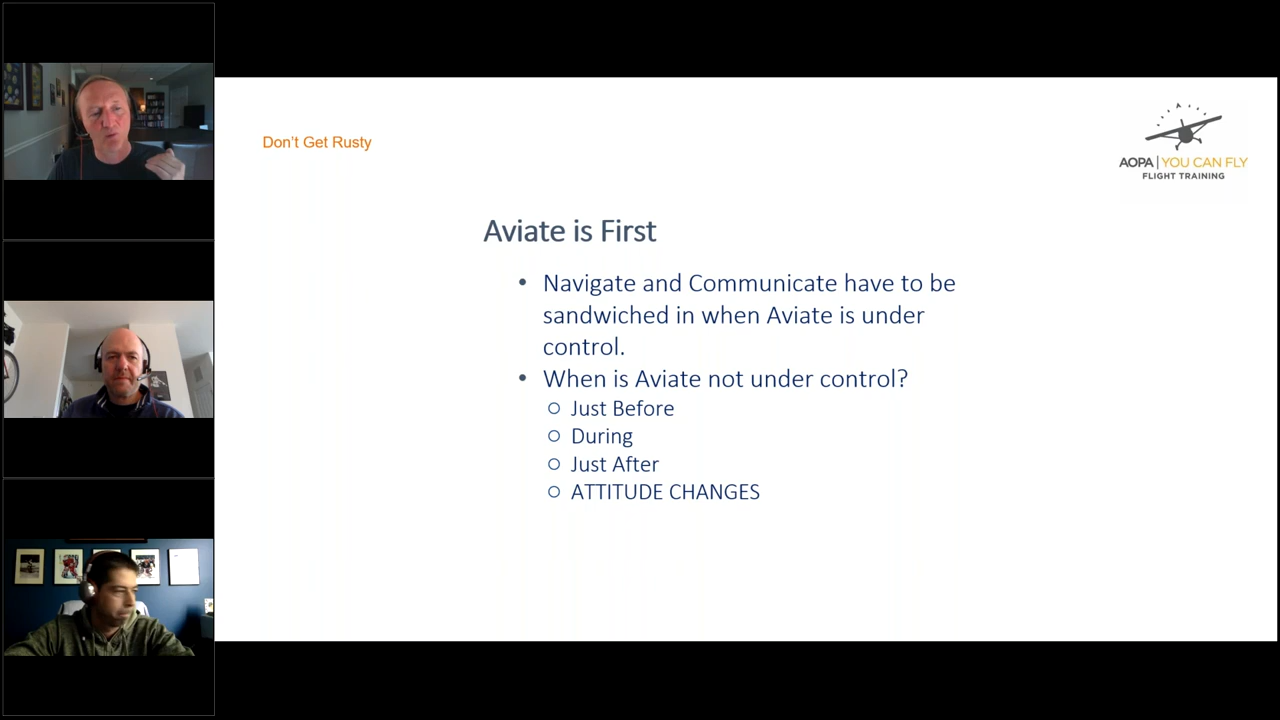 Don't Get Rusty
AOPA | YOU CAN FLY
FLIGHT TRAINING
Aviate is First
• Navigate and Communicate have to be
sandwiched in when Aviate is under
control.
• When is Aviate not under control?
○ Just Before
○ During
○ Just After
○ ATTITUDE CHANGES